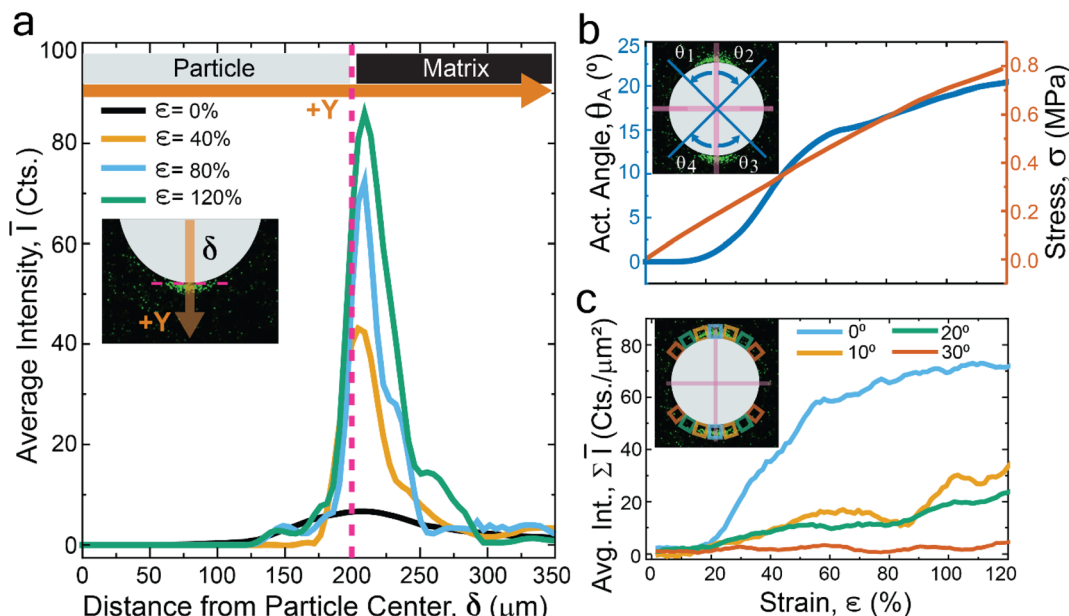 a
100
80
60
40
20
0
Average Intensity, I̅ (Cts.)
Particle
Matrix
+Y
ε= 0%
ε= 40%
ε= 80%
ε= 120%
δ
+Y
0 50 100 150 200 250 300 350
Distance from Particle Center, δ (μm)
b
25
20
15
10
5
0
Act. Angle, θA (º)
θ1 θ2
θ4 θ3
0.8
0.6
0.4
0.2
0.0
Stress, σ (MPa)
c
80
60
40
20
0
Avg. Int., Σ I̅ (Cts./μm²)
0º 20º
10º 30º
0 20 40 60 80 100 120
Strain, ε (%)